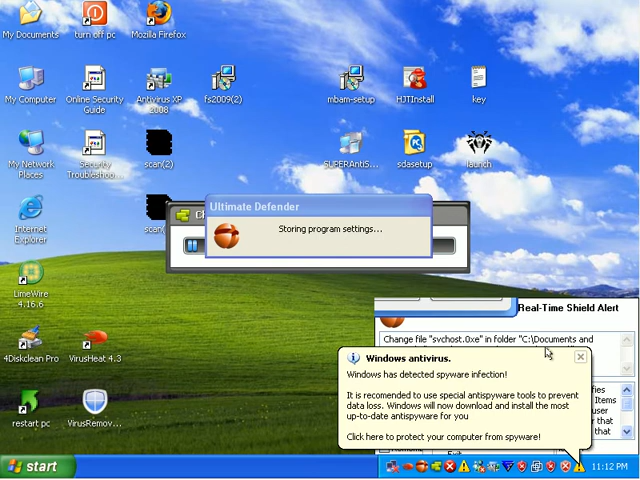 My Documents
turn off pc
Mozilla Firefox
My Computer
Online Security
Guide
Antivirus XP
2008
fs2009(2)
mbam-setup
HJTInstall
key
My Network
Places
Security
Troubleshoo...
scan(2)
SUPERAntiS...
sdasetup
launch
Internet
Explorer
Ultimate Defender
Storing program settings...
LimeWire
4.16.6
Real-Time Shield Alert
Change file "svchost.0xe" in folder "C:\Documents and
4Diskclean Pro
VirusHeat 4.3
Windows antivirus.
Windows has detected spyware infection!
It is recomended to use special antispyware tools to prevent
data loss. Windows will now download and install the most
up-to-date antispyware for you
Click here to protect your computer from spyware!
Items
user
that
that
restart pc
VirusRemov...
start
11:12 PM